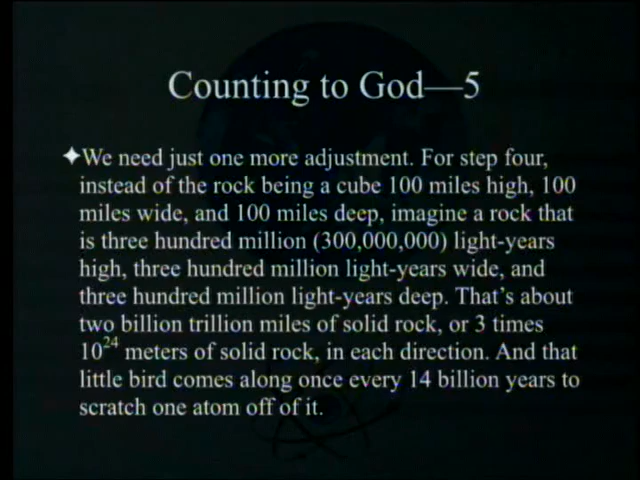 Counting to God—5
✦We need just one more adjustment. For step four,
instead of the rock being a cube 100 miles high, 100
miles wide, and 100 miles deep, imagine a rock that
is three hundred million (300,000,000) light-years
high, three hundred million light-years wide, and
three hundred million light-years deep. That's about
two billion trillion miles of solid rock, or 3 times
10²⁴ meters of solid rock, in each direction. And that
little bird comes along once every 14 billion years to
scratch one atom off of it.